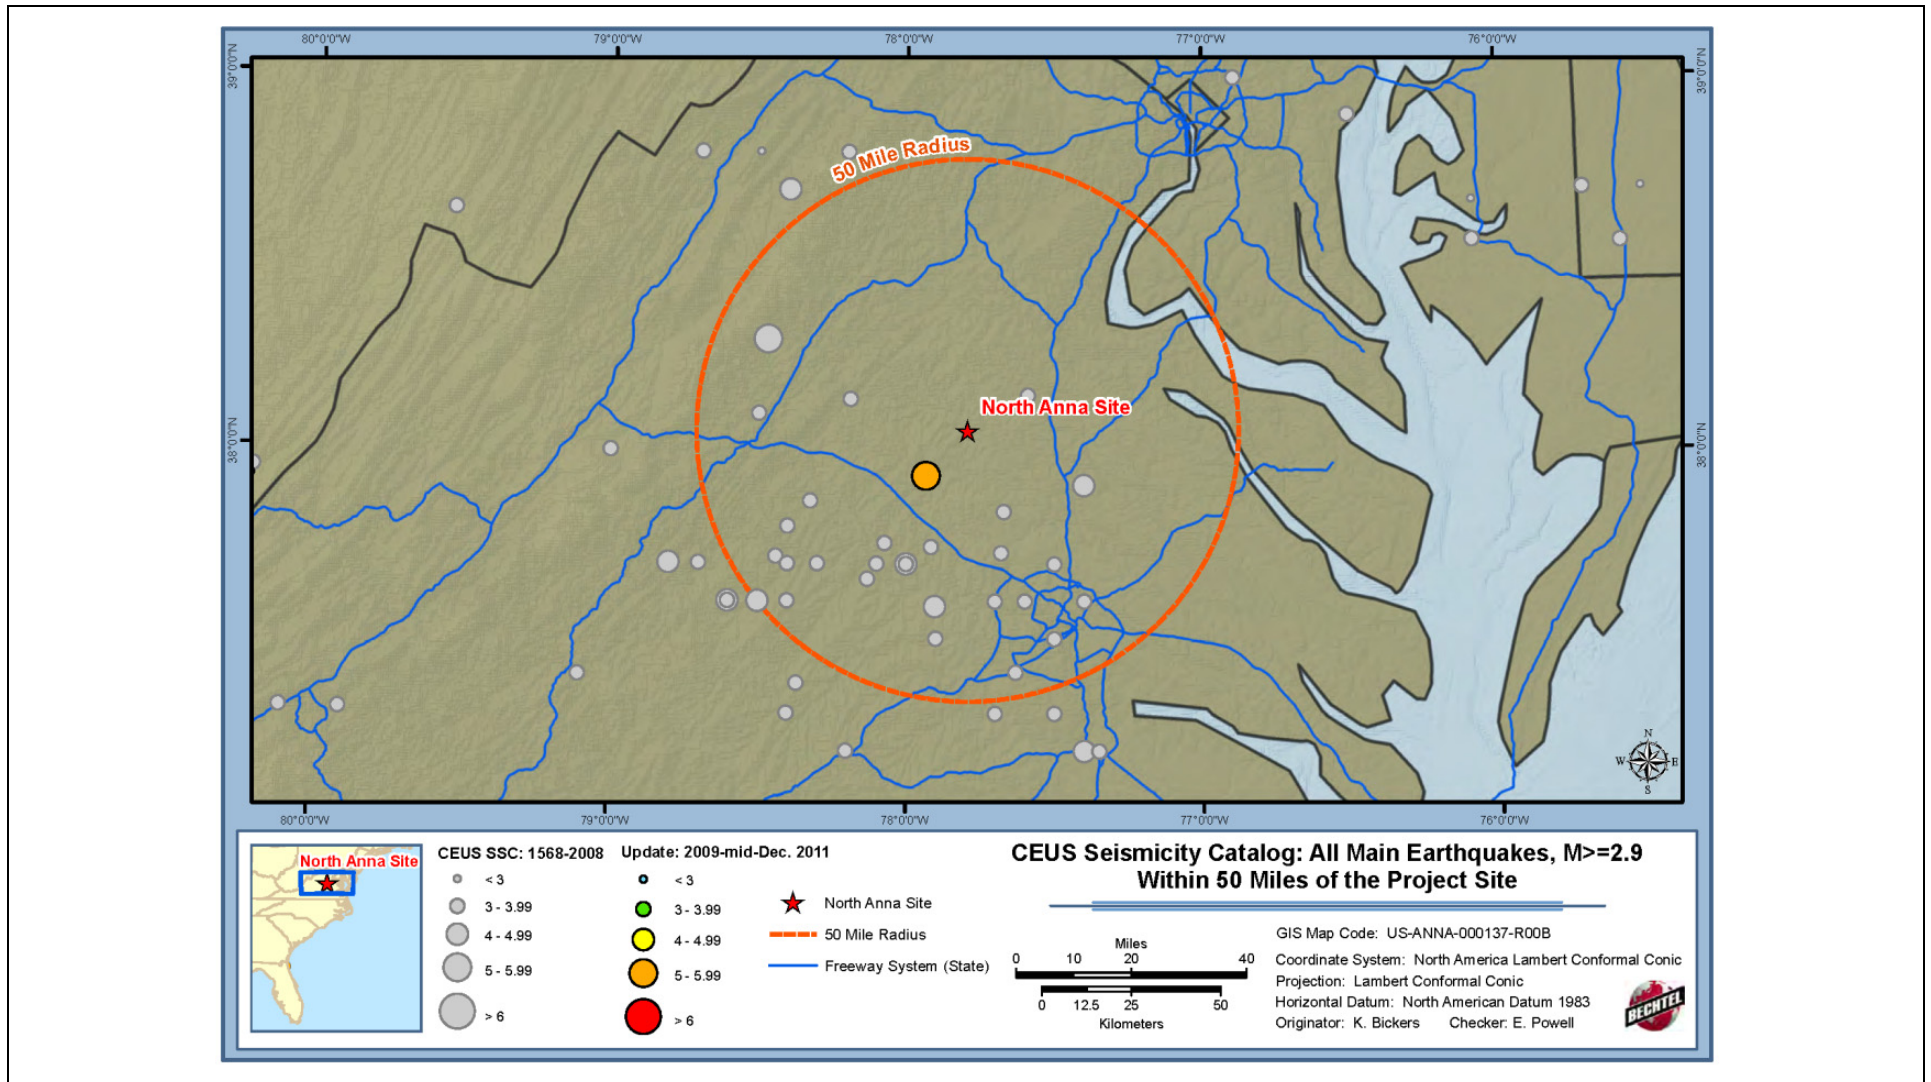 80°0'0"W 79°0'0"W 78°0'0"W 77°0'0"W 76°0'0"W
39°0'0"N
39°0'0"N
50 Mile Radius
North Anna Site
38°0'0"N
38°0'0"N
N
W E
S
80°0'0"W 79°0'0"W 78°0'0"W 77°0'0"W 76°0'0"W
North Anna Site
CEUS SSC: 1568-2008
< 3
3 - 3.99
4 - 4.99
5 - 5.99
> 6
Update: 2009-mid-Dec. 2011
< 3
3 - 3.99
4 - 4.99
5 - 5.99
> 6
North Anna Site
50 Mile Radius
Freeway System (State)
CEUS Seismicity Catalog: All Main Earthquakes, M>=2.9
Within 50 Miles of the Project Site
Miles
0 10 20 40
0 12.5 25 50
Kilometers
GIS Map Code: US-ANNA-000137-R00B
Coordinate System: North America Lambert Conformal Conic
Projection: Lambert Conformal Conic
Horizontal Datum: North American Datum 1983
Originator: K. Bickers Checker: E. Powell
BECHTEL